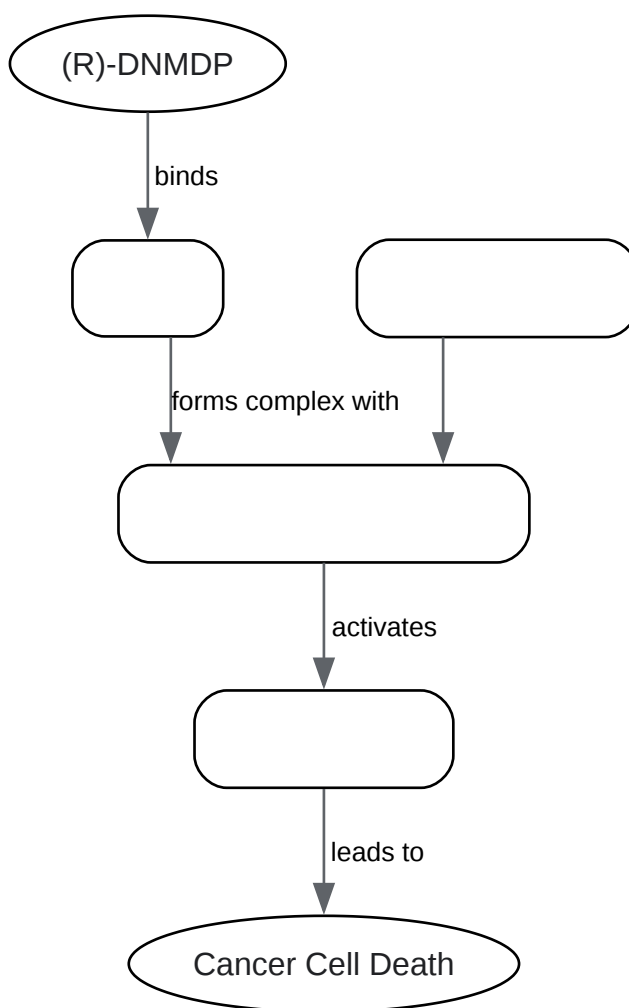 (R)-DNMDP
binds
forms complex with
activates
leads to
Cancer Cell Death